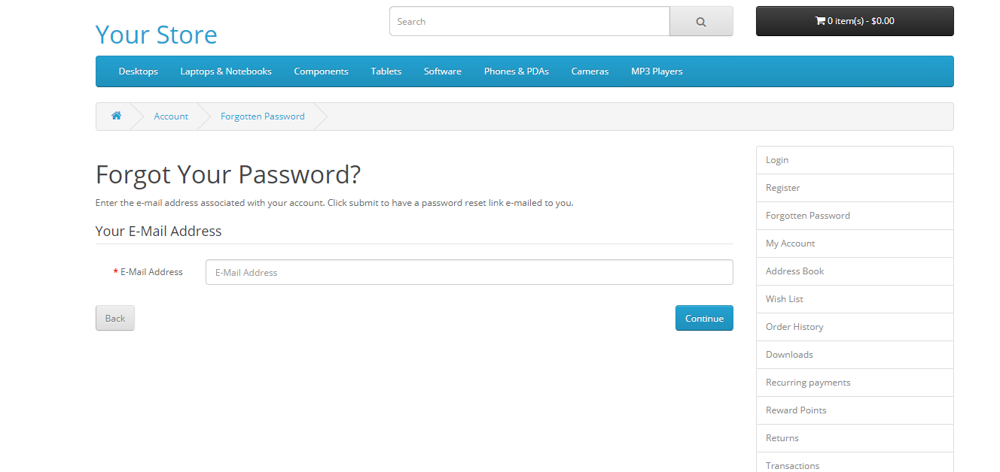 Your Store
Search
0 item(s) - $0.00
Desktops Laptops & Notebooks Components Tablets Software Phones & PDAs Cameras MP3 Players
Account Forgotten Password
Forgot Your Password?
Enter the e-mail address associated with your account. Click submit to have a password reset link e-mailed to you.
Your E-Mail Address
* E-Mail Address E-Mail Address
Back Continue
Login
Register
Forgotten Password
My Account
Address Book
Wish List
Order History
Downloads
Recurring payments
Reward Points
Returns
Transactions